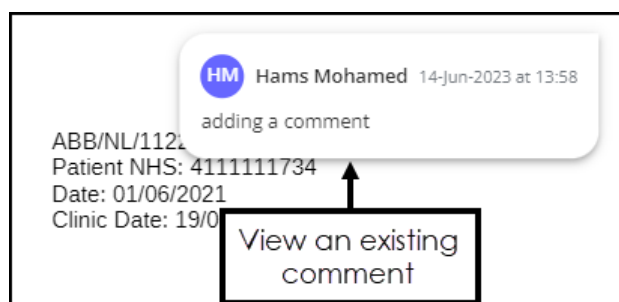 HM Hams Mohamed 14-Jun-2023 at 13:58
adding a comment
ABB/NL/112
Patient NHS: 4111111734
Date: 01/06/2021
Clinic Date: 19/0
View an existing
comment